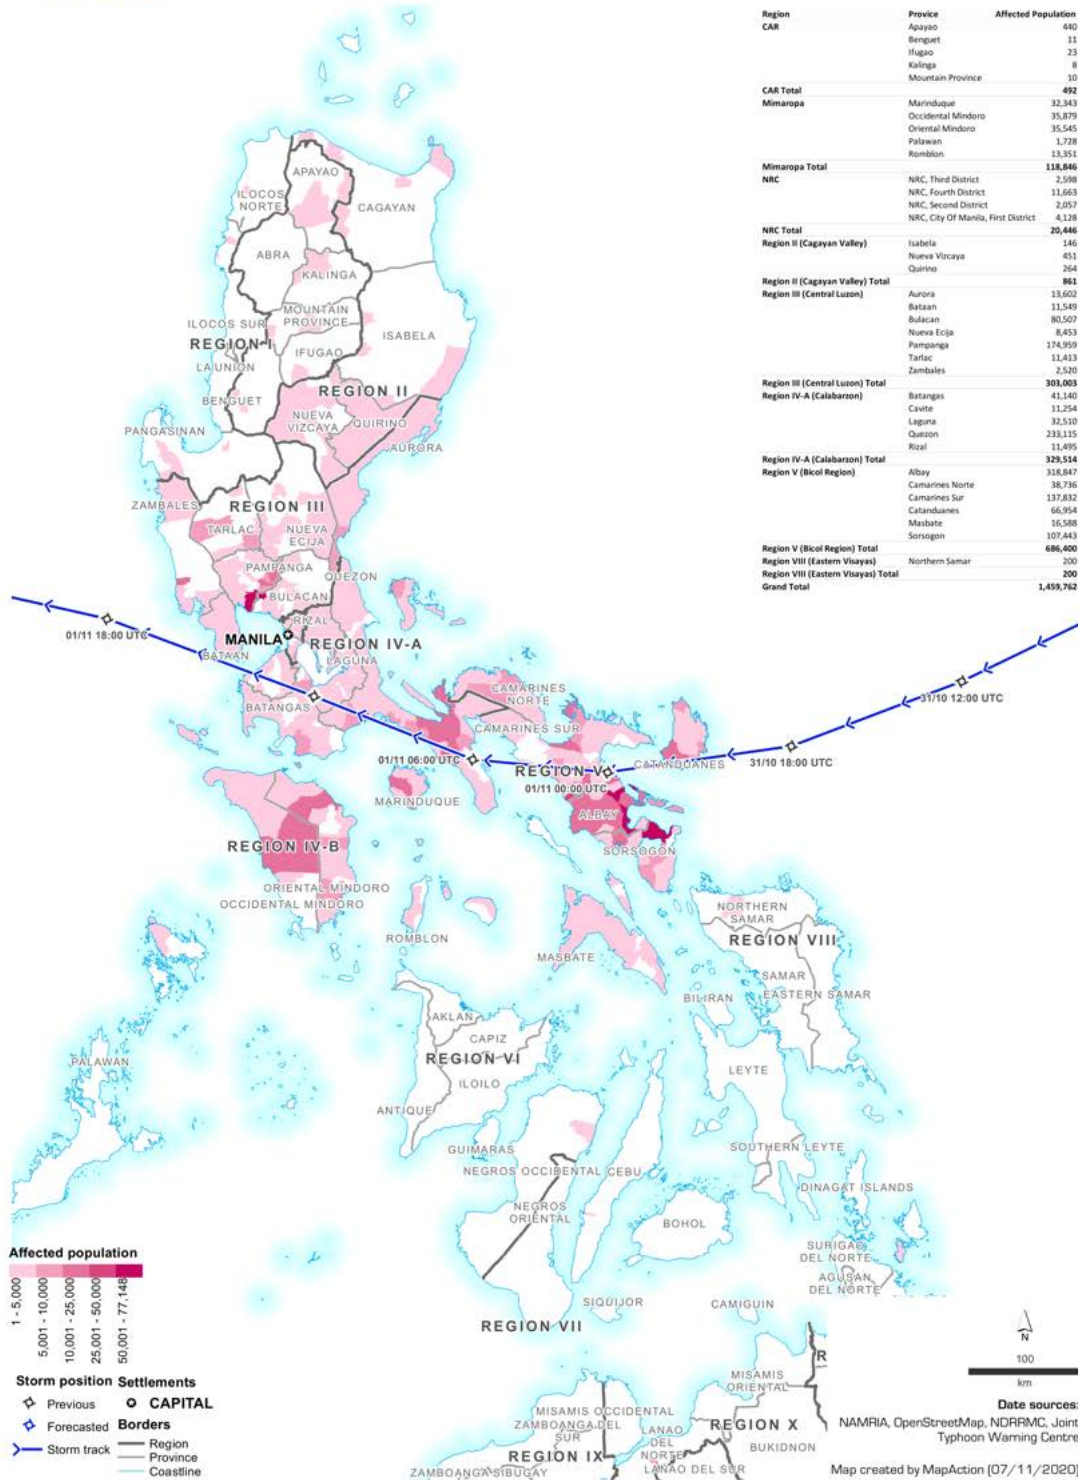 Region Provice Affected Population
CAR Apayao 440
Benguet 11
Ifugao 23
Kalinga 8
Mountain Province 10
CAR Total 492
Mimaropa Marinduque 32,343
Occidental Mindoro 35,879
Oriental Mindoro 35,545
Palawan 1,728
Romblon 13,351
Mimaropa Total 118,846
NRC NRC, Third District 2,598
NRC, Fourth District 11,663
NRC, Second District 2,057
NRC, City Of Manila, First District 4,128
NRC Total 20,446
Region II (Cagayan Valley) Isabela 146
Nueva Vizcaya 451
Quirino 264
Region II (Cagayan Valley) Total 861
Region III (Central Luzon) Aurora 13,602
Bataan 11,549
Bulacan 80,507
Nueva Ecija 8,453
Pampanga 174,959
Tarlac 11,413
Zambales 2,520
Region III (Central Luzon) Total 303,003
Region IV-A (Calabarzon) Batangas 41,140
Cavite 11,254
Laguna 32,510
Quezon 233,115
Rizal 11,495
Region IV-A (Calabarzon) Total 329,514
Region V (Bicol Region) Albay 318,847
Camarines Norte 38,736
Camarines Sur 137,832
Catanduanes 66,954
Masbate 16,588
Sorsogon 107,443
Region V (Bicol Region) Total 686,400
Region VIII (Eastern Visayas) Northern Samar 200
Region VIII (Eastern Visayas) Total 200
Grand Total 1,459,762
APAYAO
ILOCOS
NORTE
CAGAYAN
ABRA
KALINGA
MOUNTAIN
PROVINCE
ILOCOS SUR
REGION I
ISABELA
IFUGAO
LA UNION
REGION II
BENGUET
NUEVA
VIZCAYA
QUIRINO
PANGASINAN
AURORA
ZAMBALES
REGION III
TARLAC
NUEVA
ECIJA
PAMPANGA
QUEZON
BULACAN
RIZAL
01/11 18:00 UTC
MANILA
REGION IV-A
BATAAN
LAGUNA
CAMARINES
NORTE
31/10 12:00 UTC
BATANGAS
CAMARINES SUR
01/11 06:00 UTC
31/10 18:00 UTC
REGION V
CATANDUANES
01/11 00:00 UTC
MARINDUQUE
ALBAY
REGION IV-B
SORSOGON
ORIENTAL MINDORO
OCCIDENTAL MINDORO
NORTHERN
SAMAR
ROMBLON
REGION VIII
MASBATE
SAMAR
BILIRAN
EASTERN SAMAR
AKLAN
CAPIZ
REGION VI
PALAWAN
LEYTE
ILOILO
ANTIQUE
GUIMARAS
SOUTHERN LEYTE
NEGROS OCCIDENTAL
CEBU
DINAGAT ISLANDS
NEGROS
ORIENTAL
BOHOL
SURIGAO
DEL NORTE
AGUSAN
DEL NORTE
SIQUIJOR
CAMIGUIN
REGION VII
R
MISAMIS
ORIENTAL
MISAMIS OCCIDENTAL
ZAMBOANGA DEL
SUR
LANAO
DEL
NORTE
REGION X
BUKIDNON
REGION IX
LANAO DEL SUR
ZAMBOANGA SIBUGAY
Affected population
1 - 5,000
5,001 - 10,000
10,001 - 25,000
25,001 - 50,000
50,001 - 77,148
Storm position
Previous
Forecasted
Storm track
Settlements
CAPITAL
Borders
Region
Province
Coastline
N
100
km
Date sources:
NAMRIA, OpenStreetMap, NDRRMC, Joint
Typhoon Warning Centre
Map created by MapAction (07/11/2020)